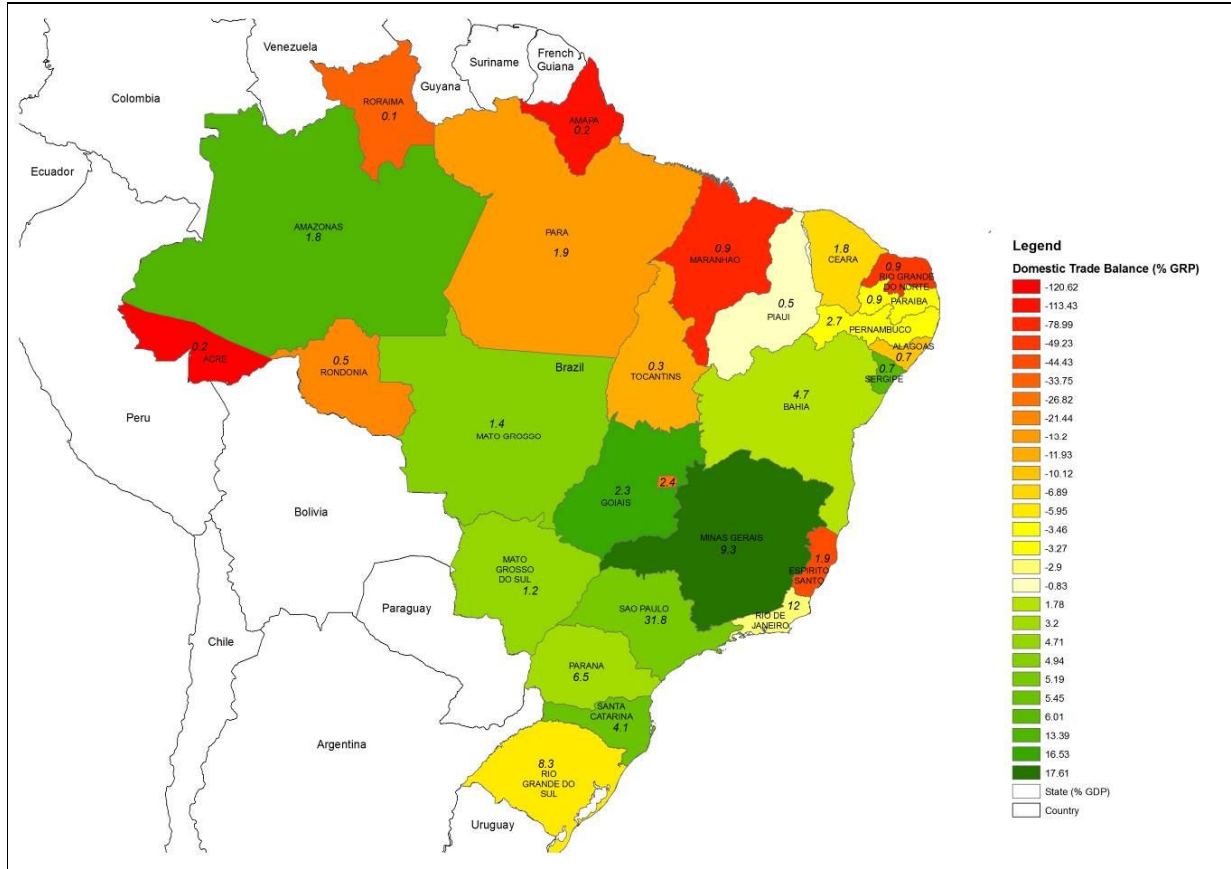 Venezuela
Suriname
French
Guiana
Guyana
Colombia
RORAIMA
0.1
AMAPA
0.2
Ecuador
AMAZONAS
1.8
PARA
1.9
0.9
MARANHAO
1.8
CEARA
0.9
RIO GRANDE
DO NORTE
0.9
PARAIBA
0.5
PIAUI
2.7
PERNAMBUCO
ALAGOAS
0.7
0.7
SERGIPE
0.2
ACRE
0.5
RONDONIA
Brazil
0.3
TOCANTINS
4.7
BAHIA
Peru
1.4
MATO GROSSO
2.4
2.3
GOIAIS
Bolivia
MINAS GERAIS
9.3
1.9
ESPIRITO
SANTO
MATO
GROSSO
DO SUL
1.2
Paraguay
SAO PAULO
31.8
12
RIO DE
JANEIRO
Chile
PARANA
6.5
SANTA
CATARINA
4.1
Argentina
8.3
RIO
GRANDE DO
SUL
Uruguay
Legend
Domestic Trade Balance (% GRP)
-120.62
-113.43
-78.99
-49.23
-44.43
-33.75
-26.82
-21.44
-13.2
-11.93
-10.12
-6.89
-5.95
-3.46
-3.27
-2.9
-0.83
1.78
3.2
4.71
4.94
5.19
5.45
6.01
13.39
16.53
17.61
State (% GDP)
Country